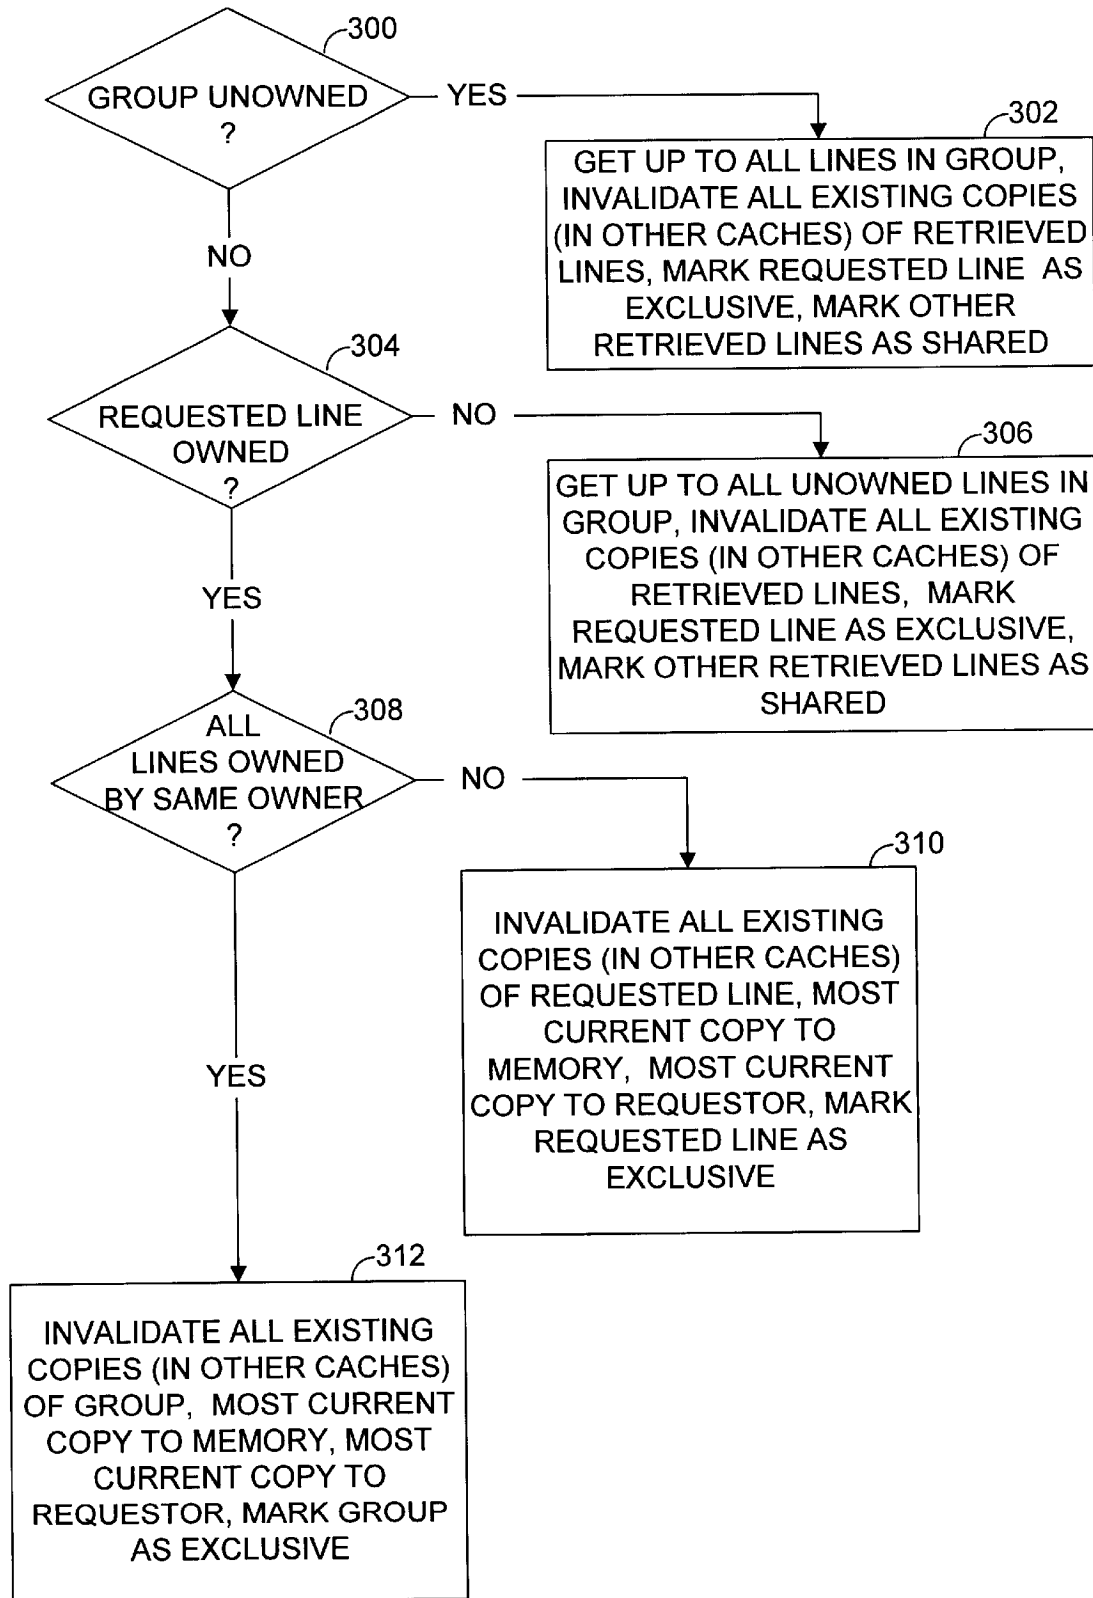 300
GROUP UNOWNED
?
YES
302
GET UP TO ALL LINES IN GROUP,
INVALIDATE ALL EXISTING COPIES
(IN OTHER CACHES) OF RETRIEVED
LINES, MARK REQUESTED LINE AS
EXCLUSIVE, MARK OTHER
RETRIEVED LINES AS SHARED
NO
304
REQUESTED LINE
OWNED
?
NO
306
GET UP TO ALL UNOWNED LINES IN
GROUP, INVALIDATE ALL EXISTING
COPIES (IN OTHER CACHES) OF
RETRIEVED LINES, MARK
REQUESTED LINE AS EXCLUSIVE,
MARK OTHER RETRIEVED LINES AS
SHARED
YES
308
ALL
LINES OWNED
BY SAME OWNER
?
NO
310
INVALIDATE ALL EXISTING
COPIES (IN OTHER CACHES)
OF REQUESTED LINE, MOST
CURRENT COPY TO
MEMORY, MOST CURRENT
COPY TO REQUESTOR, MARK
REQUESTED LINE AS
EXCLUSIVE
YES
312
INVALIDATE ALL EXISTING
COPIES (IN OTHER CACHES)
OF GROUP, MOST CURRENT
COPY TO MEMORY, MOST
CURRENT COPY TO
REQUESTOR, MARK GROUP
AS EXCLUSIVE